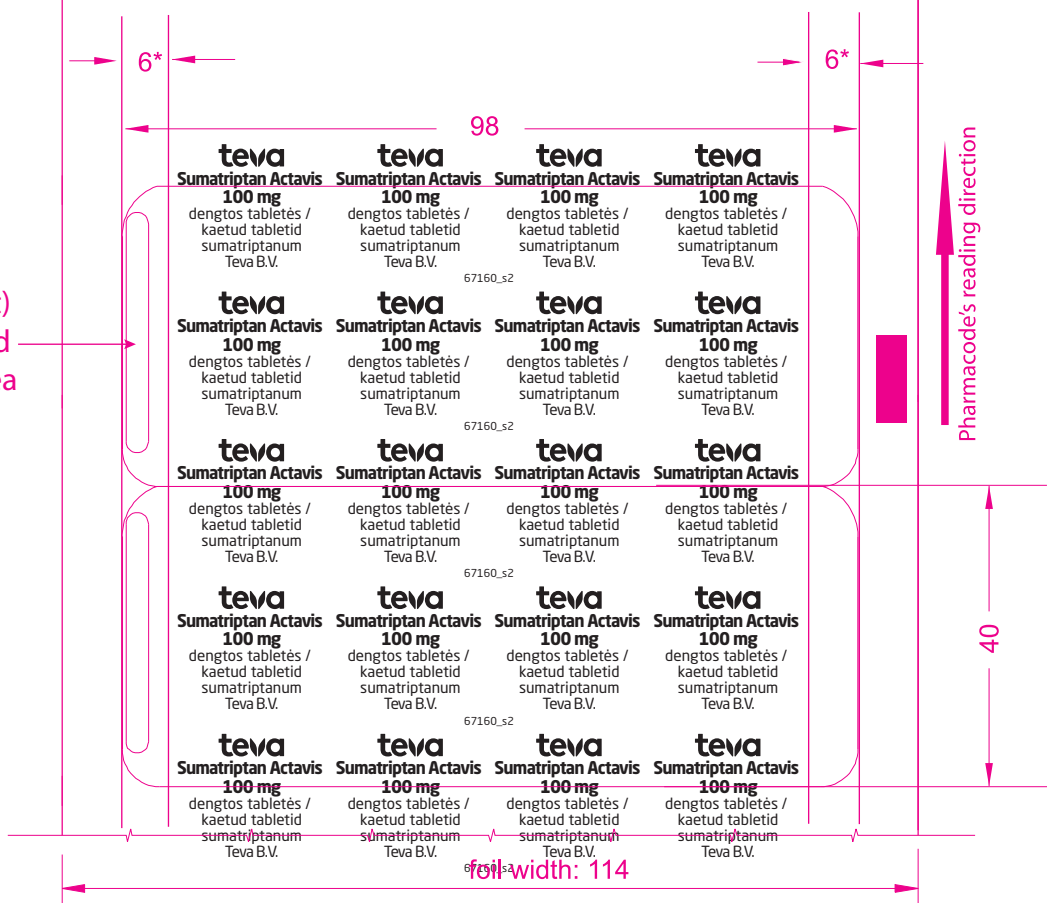 6* 6*
98
teva teva teva teva
Sumatriptan Actavis Sumatriptan Actavis Sumatriptan Actavis Sumatriptan Actavis
100 mg 100 mg 100 mg 100 mg
dengtos tabletės / dengtos tabletės / dengtos tabletės / dengtos tabletės /
kaetud tabletid kaetud tabletid kaetud tabletid kaetud tabletid
sumatriptanum sumatriptanum sumatriptanum sumatriptanum
Teva B.V. Teva B.V. Teva B.V. Teva B.V.
67160_s2
teva teva teva teva
Sumatriptan Actavis Sumatriptan Actavis Sumatriptan Actavis Sumatriptan Actavis
100 mg 100 mg 100 mg 100 mg
dengtos tabletės / dengtos tabletės / dengtos tabletės / dengtos tabletės /
kaetud tabletid kaetud tabletid kaetud tabletid kaetud tabletid
sumatriptanum sumatriptanum sumatriptanum sumatriptanum
Teva B.V. Teva B.V. Teva B.V. Teva B.V.
67160_s2
teva teva teva teva
Sumatriptan Actavis Sumatriptan Actavis Sumatriptan Actavis Sumatriptan Actavis
100 mg 100 mg 100 mg 100 mg
dengtos tabletės / dengtos tabletės / dengtos tabletės / dengtos tabletės /
kaetud tabletid kaetud tabletid kaetud tabletid kaetud tabletid
sumatriptanum sumatriptanum sumatriptanum sumatriptanum
Teva B.V. Teva B.V. Teva B.V. Teva B.V.
67160_s2
teva teva teva teva
Sumatriptan Actavis Sumatriptan Actavis Sumatriptan Actavis Sumatriptan Actavis
100 mg 100 mg 100 mg 100 mg
dengtos tabletės / dengtos tabletės / dengtos tabletės / dengtos tabletės /
kaetud tabletid kaetud tabletid kaetud tabletid kaetud tabletid
sumatriptanum sumatriptanum sumatriptanum sumatriptanum
Teva B.V. Teva B.V. Teva B.V. Teva B.V.
67160_s2
teva teva teva teva
Sumatriptan Actavis Sumatriptan Actavis Sumatriptan Actavis Sumatriptan Actavis
100 mg 100 mg 100 mg 100 mg
dengtos tabletės / dengtos tabletės / dengtos tabletės / dengtos tabletės /
kaetud tabletid kaetud tabletid kaetud tabletid kaetud tabletid
sumatriptanum sumatriptanum sumatriptanum sumatriptanum
Teva B.V. Teva B.V. Teva B.V. Teva B.V.
67160_s2
foil width: 114
Pharmacode's reading direction
40